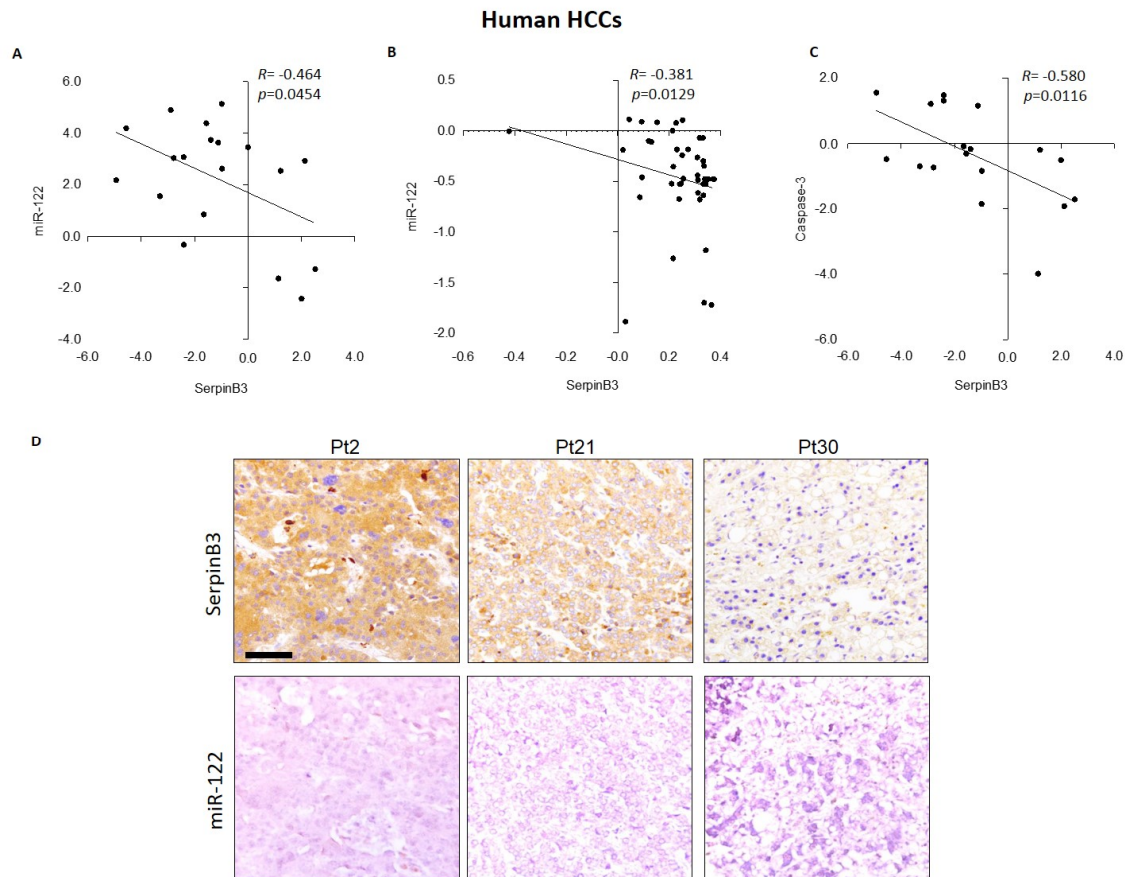 Human HCCs
A
R= -0.464
p=0.0454
6.0
4.0
2.0
0.0
-2.0
-4.0
miR-122
-6.0 -4.0 -2.0 0.0 2.0 4.0
SerpinB3
B
R= -0.381
p=0.0129
0.5
0.0
-0.5
-1.0
-1.5
-2.0
miR-122
-0.6 -0.4 -0.2 -0.0 0.2 0.4
SerpinB3
C
R= -0.580
p=0.0116
2.0
0.0
-2.0
-4.0
-6.0
Caspase-3
-6.0 -4.0 -2.0 0.0 2.0 4.0
SerpinB3
D
Pt2 Pt21 Pt30
SerpinB3
miR-122